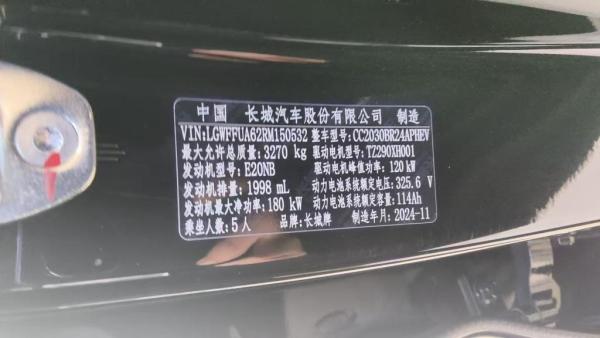 中国 长城汽车股份有限公司 制造
VIN:LGWFFUA62RM150532 整车型号:CC2030BR24APHEV
最大允许总质量:3270 kg 驱动电机型号:TZ290XH001
发动机型号:E20NB 驱动电机峰值功率:120 kW
发动机排量:1998 mL 动力电池系统额定电压:325.6 V
发动机最大净功率:180 kW 动力电池系统额定容量:114Ah
乘坐人数:5人 品牌:长城牌 制造年月:2024-11